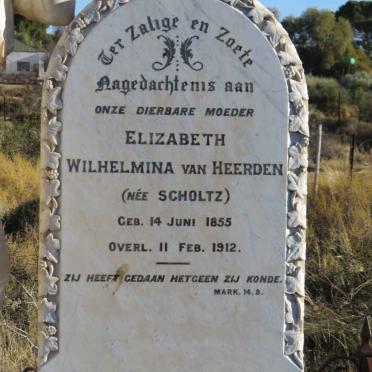 Ter Zalige en Zoete
Nagedachtenis aan
ONZE DIERBARE MOEDER
ELIZABETH
WILHELMINA VAN HEERDEN
(NÉE SCHOLTZ)
GEB. 14 JUNI 1855
OVERL. 11 FEB. 1912.
ZIJ HEEFT GEDAAN HETGEEN ZIJ KONDE.
MARK. 14. 8.